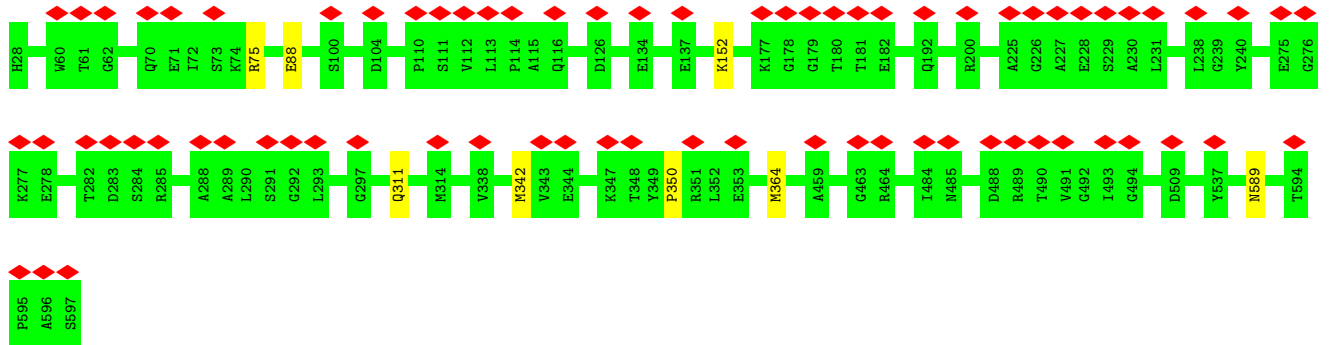 H28 W60 T61 G62 Q70 E71 I72 S73 K74 R75 E88 S100 D104 P110 S111 V112 L113 P114 A115 Q116 D126 E134 E137 K152 K177 G178 G179 T180 T181 E182 Q192 R200 A225 G226 A227 E228 S229 A230 L231 L238 G239 Y240 E275 G276
K277 E278 T282 D283 S284 R285 A288 A289 L290 S291 G292 L293 G297 Q311 M314 V338 M342 V343 E344 K347 T348 Y349 P350 R351 L352 E353 M364 A459 G463 R464 I484 N485 D488 R489 T490 V491 G492 I493 G494 D509 Y537 N589 T594
P595 A596 S597